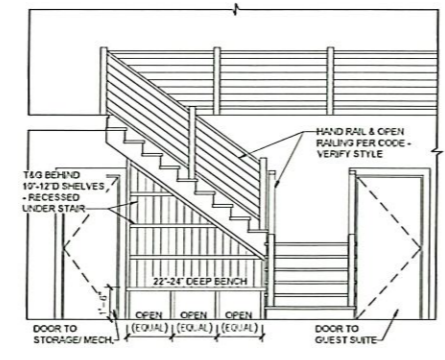 HAND RAIL & OPEN
RAILING PER CODE -
VERIFY STYLE
T&G BEHIND
10"-12"D SHELVES
- RECESSED
UNDER STAIR
22"-24" DEEP BENCH
1'-6"
OPEN OPEN OPEN
(EQUAL) (EQUAL) (EQUAL)
DOOR TO
STORAGE/ MECH.
DOOR TO
GUEST SUITE